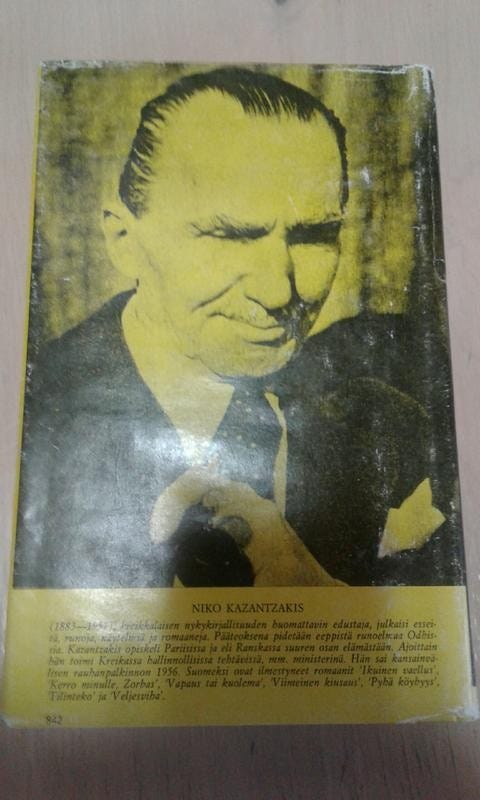 NIKO KAZANTZAKIS
(1883—1957), kreikkalaisen nykykirjallisuuden huomattavin edustaja, julkaisi essei-
tä, runoja, näytelmiä ja romaaneja. Pääteoksena pidetään eeppistä runoelmaa Odhis-
sia. Kazantzakis opiskeli Pariisissa ja eli Ranskassa suuren osan elämästään. Ajoittain
hän toimi Kreikassa hallinnollisissa tehtävissä, mm. ministerinä. Hän sai kansainvä-
lisen rauhanpalkinnon 1956. Suomeksi ovat ilmestyneet romaanit 'Ikuinen vaellus',
'Kerro minulle, Zorbas', 'Vapaus tai kuolema', 'Viimeinen kiusaus', 'Pyhä köyhyys',
'Tilinteko' ja 'Veljesviha'.
842